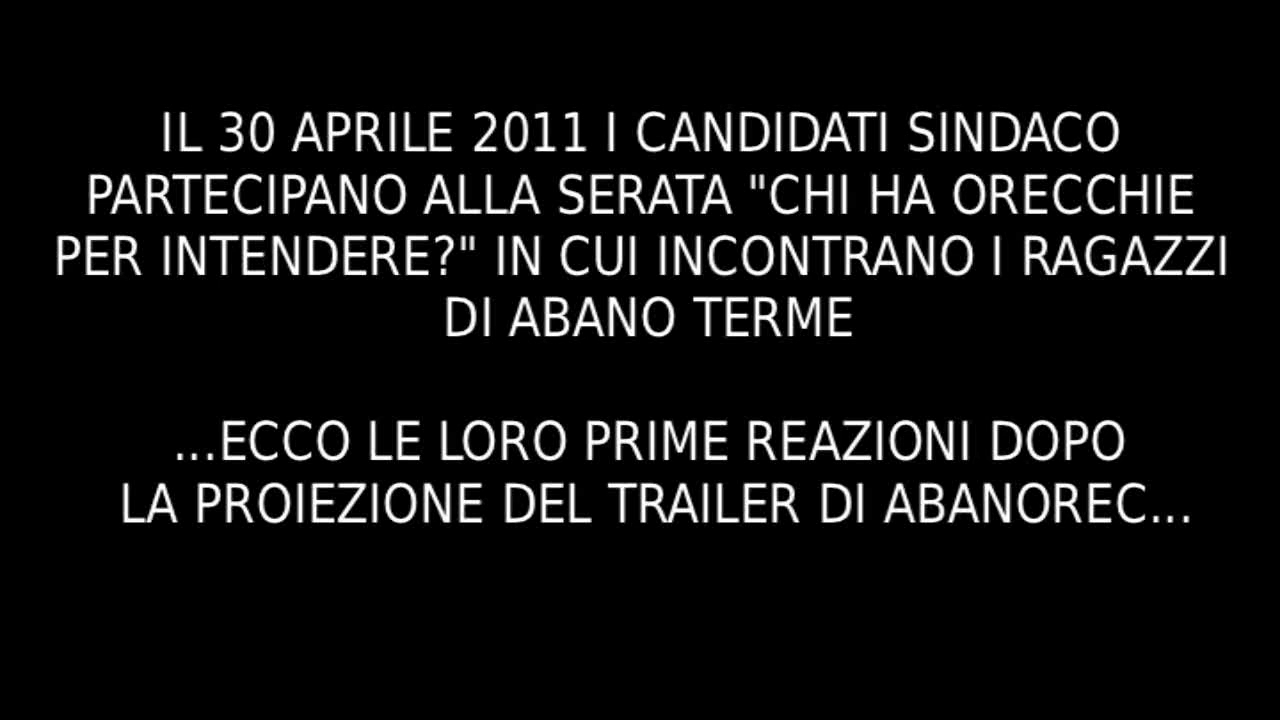 IL 30 APRILE 2011 I CANDIDATI SINDACO
PARTECIPANO ALLA SERATA "CHI HA ORECCHIE
PER INTENDERE?" IN CUI INCONTRANO I RAGAZZI
DI ABANO TERME
...ECCO LE LORO PRIME REAZIONI DOPO
LA PROIEZIONE DEL TRAILER DI ABANOREC...